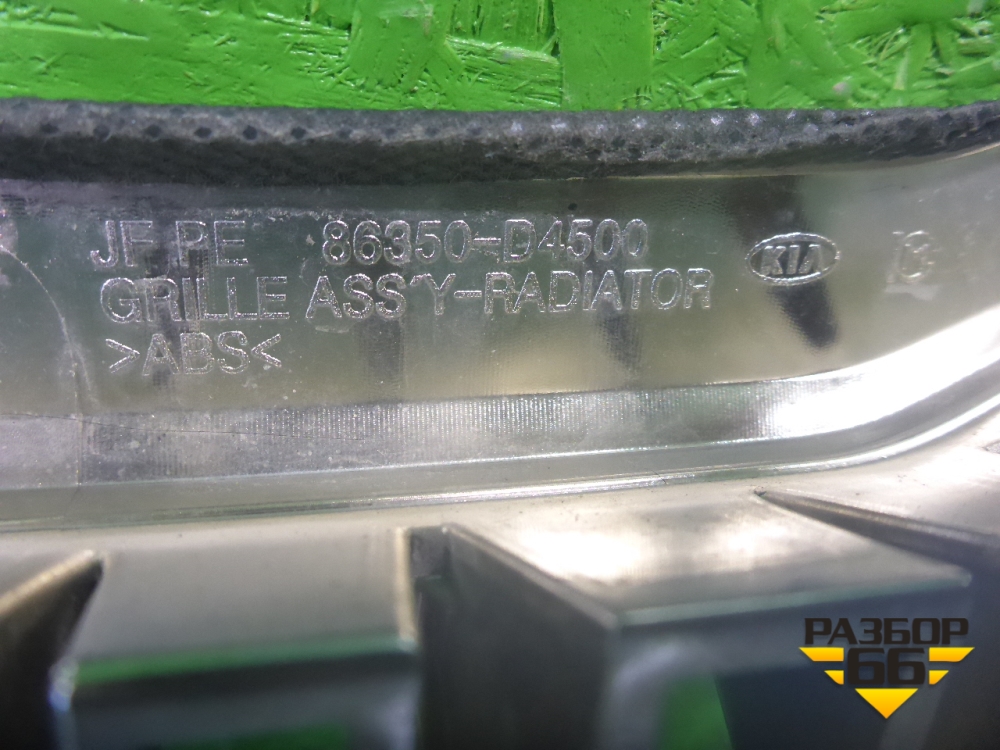 JF PE 86350-D4500
GRILLE ASS'Y-RADIATOR
>ABS<
KIA
РАЗБОР
66